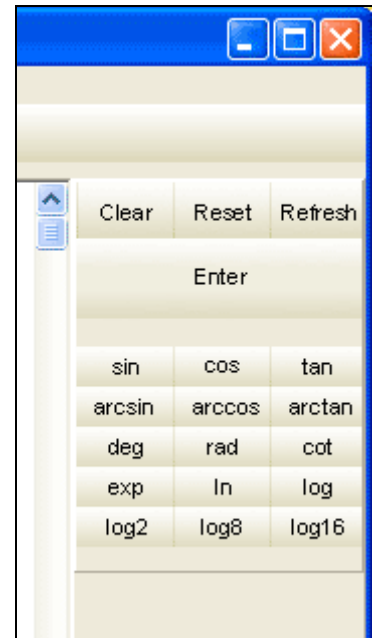 Clear Reset Refresh
Enter
sin cos tan
arcsin arccos arctan
deg rad cot
exp ln log
log2 log8 log16